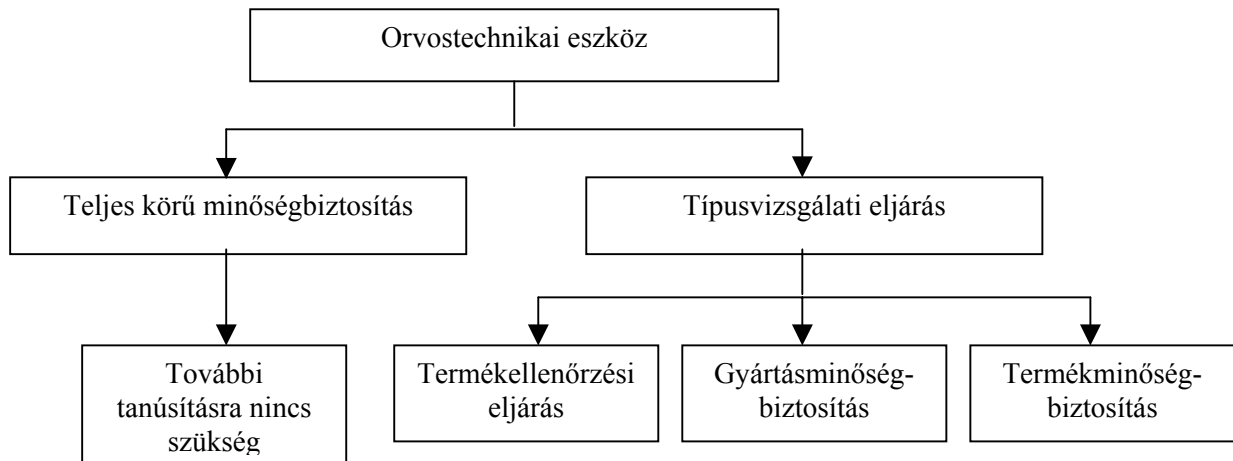 Orvostechnikai eszköz
Teljes körű minőségbiztosítás
Típusvizsgálati eljárás
További
tanúsításra nincs
szükség
Termékellenőrzési
eljárás
Gyártásminőség-
biztosítás
Termékminőség-
biztosítás